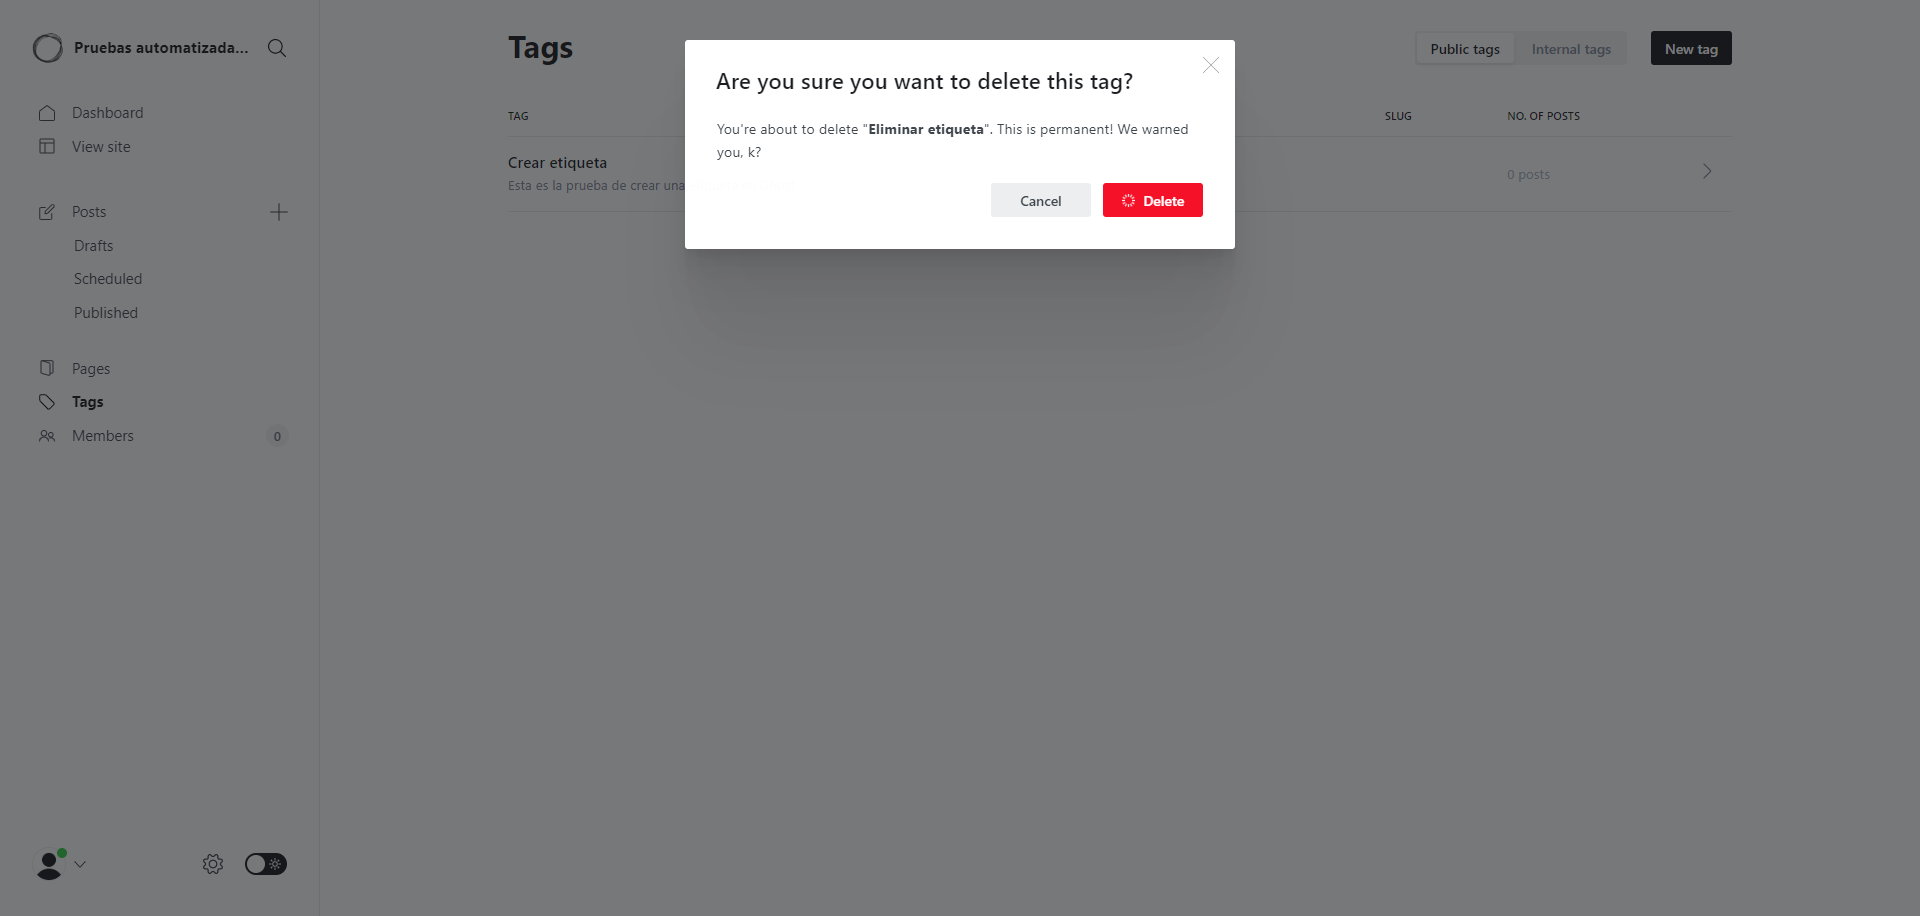 Pruebas automatizada...
Dashboard
View site
Posts
Drafts
Scheduled
Published
Pages
Tags
Members 0
Tags
Public tags Internal tags New tag
TAG SLUG NO. OF POSTS
Crear etiqueta
Esta es la prueba de crear una
0 posts
Are you sure you want to delete this tag?
You're about to delete "Eliminar etiqueta". This is permanent! We warned
you, k?
Cancel Delete